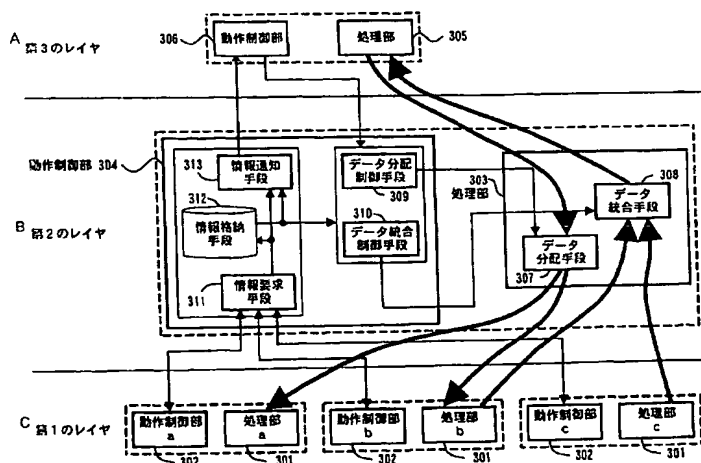 A 第3のレイヤ
306
動作制御部
処理部
305
動作制御部 304
313
情報通知
手段
312
情報格納
手段
311
情報要求
手段
データ分配
制御手段
309
310
データ統合
制御手段
303
処理部
308
データ
統合手段
データ
分配手段
307
B 第2のレイヤ
C 第1のレイヤ
動作制御部
a
302
処理部
a
301
動作制御部
b
302
処理部
b
301
動作制御部
c
302
処理部
c
301